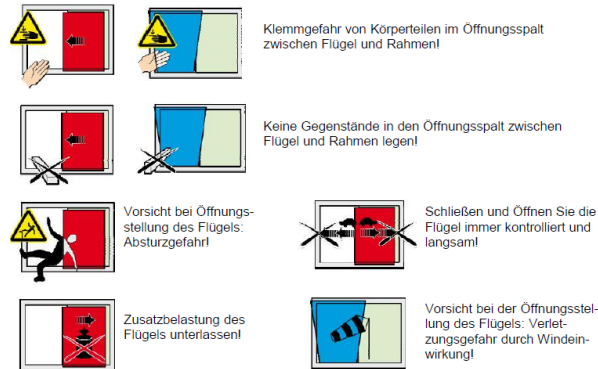 Klemmgefahr von Körperteilen im Öffnungsspalt
zwischen Flügel und Rahmen!
Keine Gegenstände in den Öffnungsspalt zwischen
Flügel und Rahmen legen!
Vorsicht bei Öffnungs-
stellung des Flügels:
Absturzgefahr!
Schließen und Öffnen Sie die
Flügel immer kontrolliert und
langsam!
Zusatzbelastung des
Flügels unterlassen!
Vorsicht bei der Öffnungsstel-
lung des Flügels: Verlet-
zungsgefahr durch Windein-
wirkung!